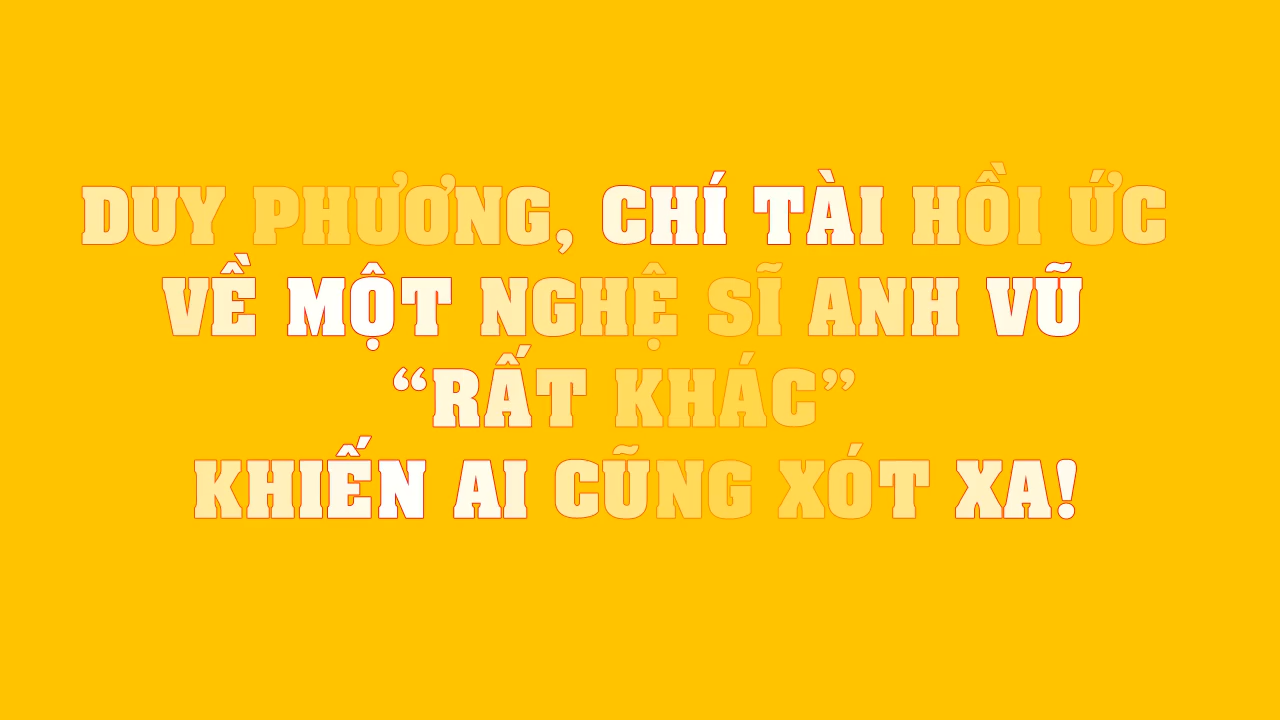 DUY PHƯƠNG, CHÍ TÀI HỒI ỨC
VỀ MỘT NGHỆ SĨ ANH VŨ
“RẤT KHÁC”
KHIẾN AI CŨNG XÓT XA!